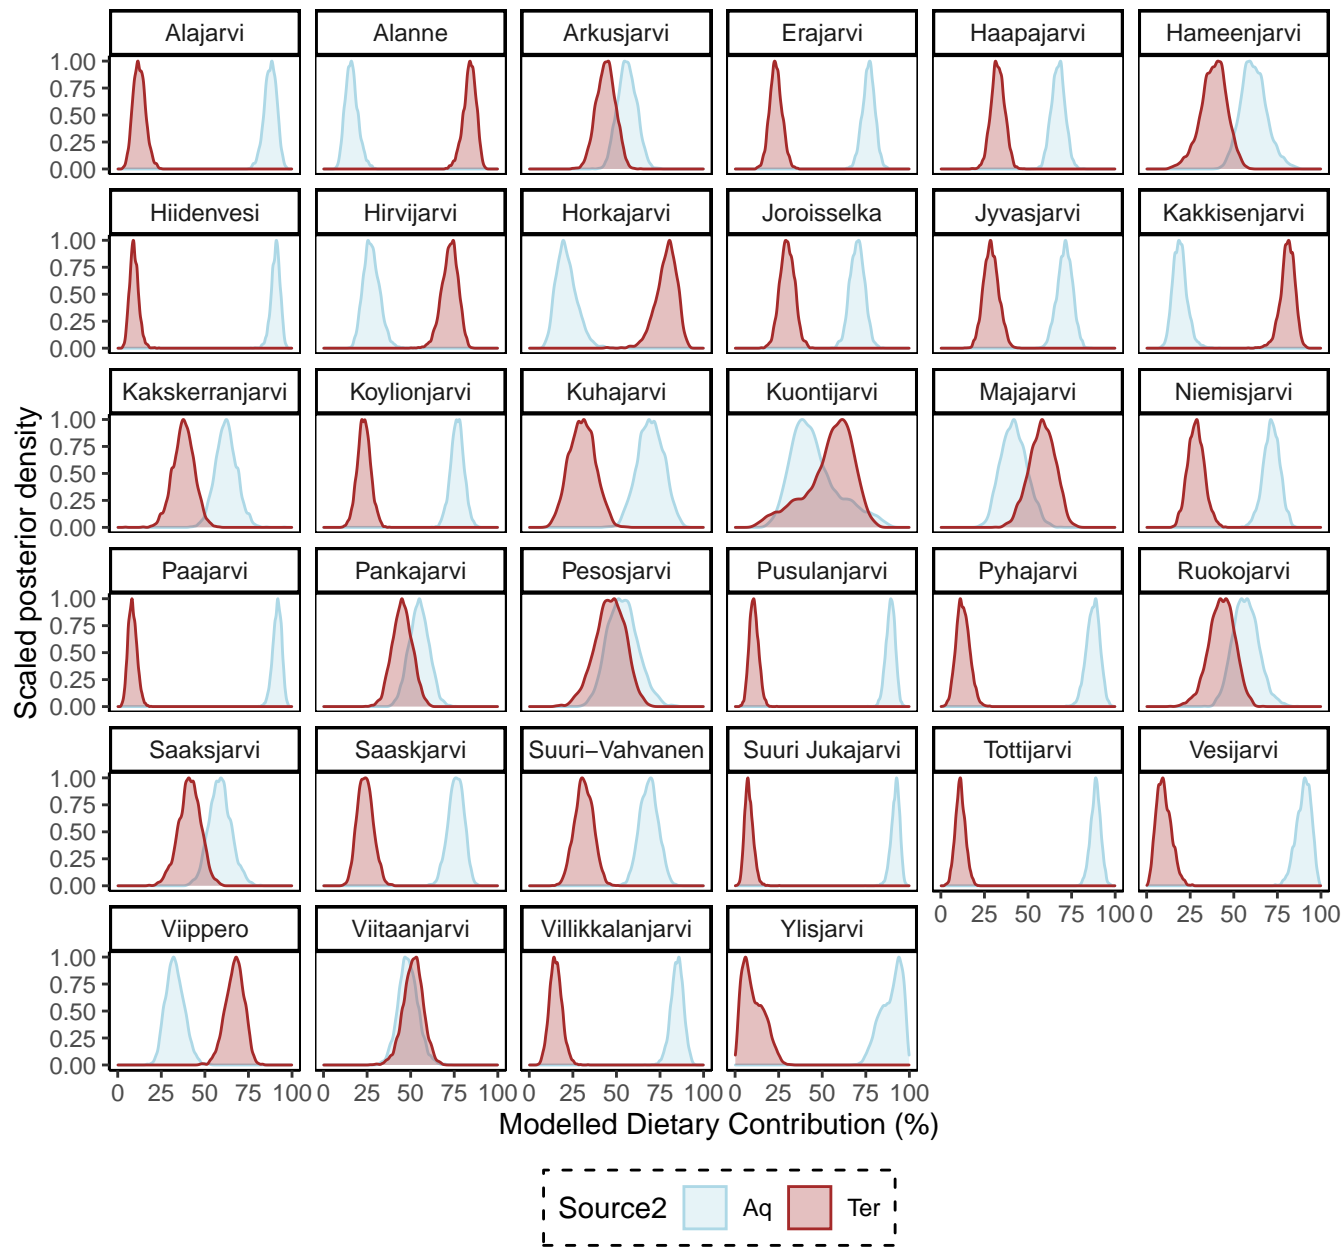 Alajarvi Alanne Arkusjarvi Erajarvi Haapajarvi Hameenjarvi
1.00
0.75
0.50
0.25
0.00
Hiidenvesi Hirvijarvi Horkajarvi Joroisselka Jyvasjarvi Kakkisenjarvi
1.00
0.75
0.50
0.25
0.00
Kakskerranjarvi Koylionjarvi Kuhajarvi Kuontijarvi Majajarvi Niemisjarvi
1.00
0.75
0.50
0.25
0.00
Scaled posterior density
Paajarvi Pankajarvi Pesosjarvi Pusulanjarvi Pyhajarvi Ruokojarvi
1.00
0.75
0.50
0.25
0.00
Saaksjarvi Saaskjarvi Suuri−Vahvanen Suuri Jukajarvi Tottijarvi Vesijarvi
1.00
0.75
0.50
0.25
0.00
0 25 50 75 100 0 25 50 75 100
Viippero Viitaanjarvi Villikkalanjarvi Ylisjarvi
1.00
0.75
0.50
0.25
0.00
0 25 50 75 100 0 25 50 75 100 0 25 50 75 100 0 25 50 75 100
Modelled Dietary Contribution (%)
Source2 Aq Ter